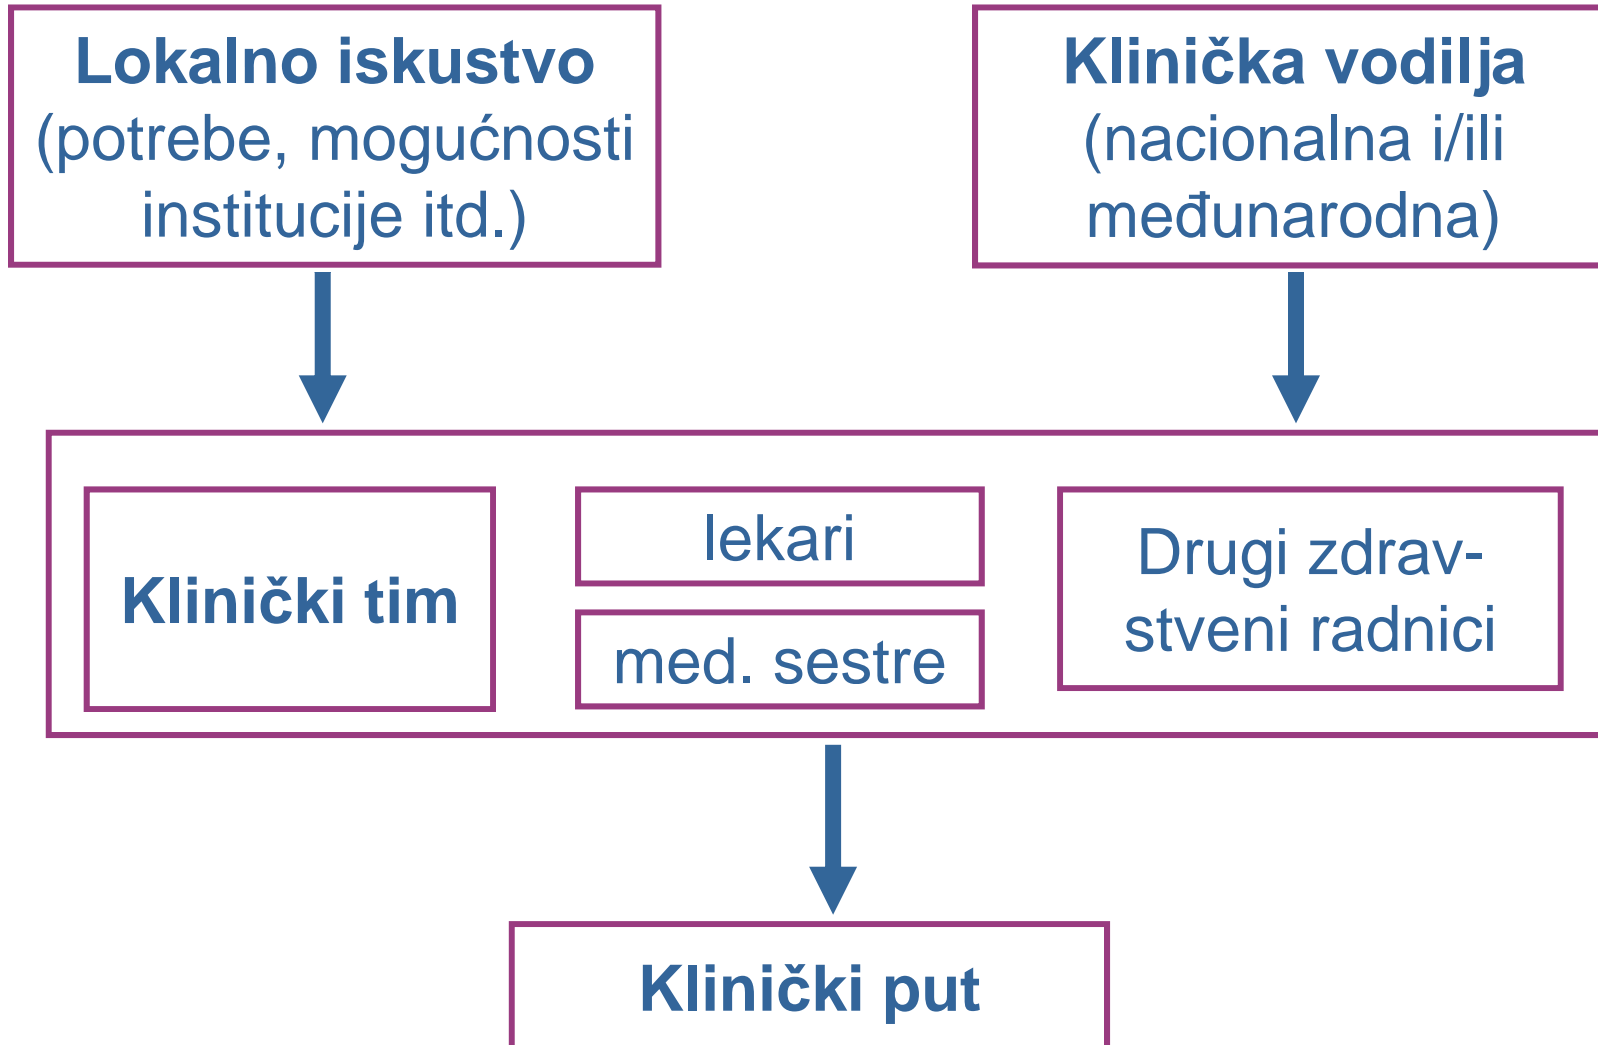 Lokalno iskustvo
(potrebe, mogućnosti
institucije itd.)
Klinička vodilja
(nacionalna i/ili
međunarodna)
Klinički tim
lekari
med. sestre
Drugi zdrav-
stveni radnici
Klinički put